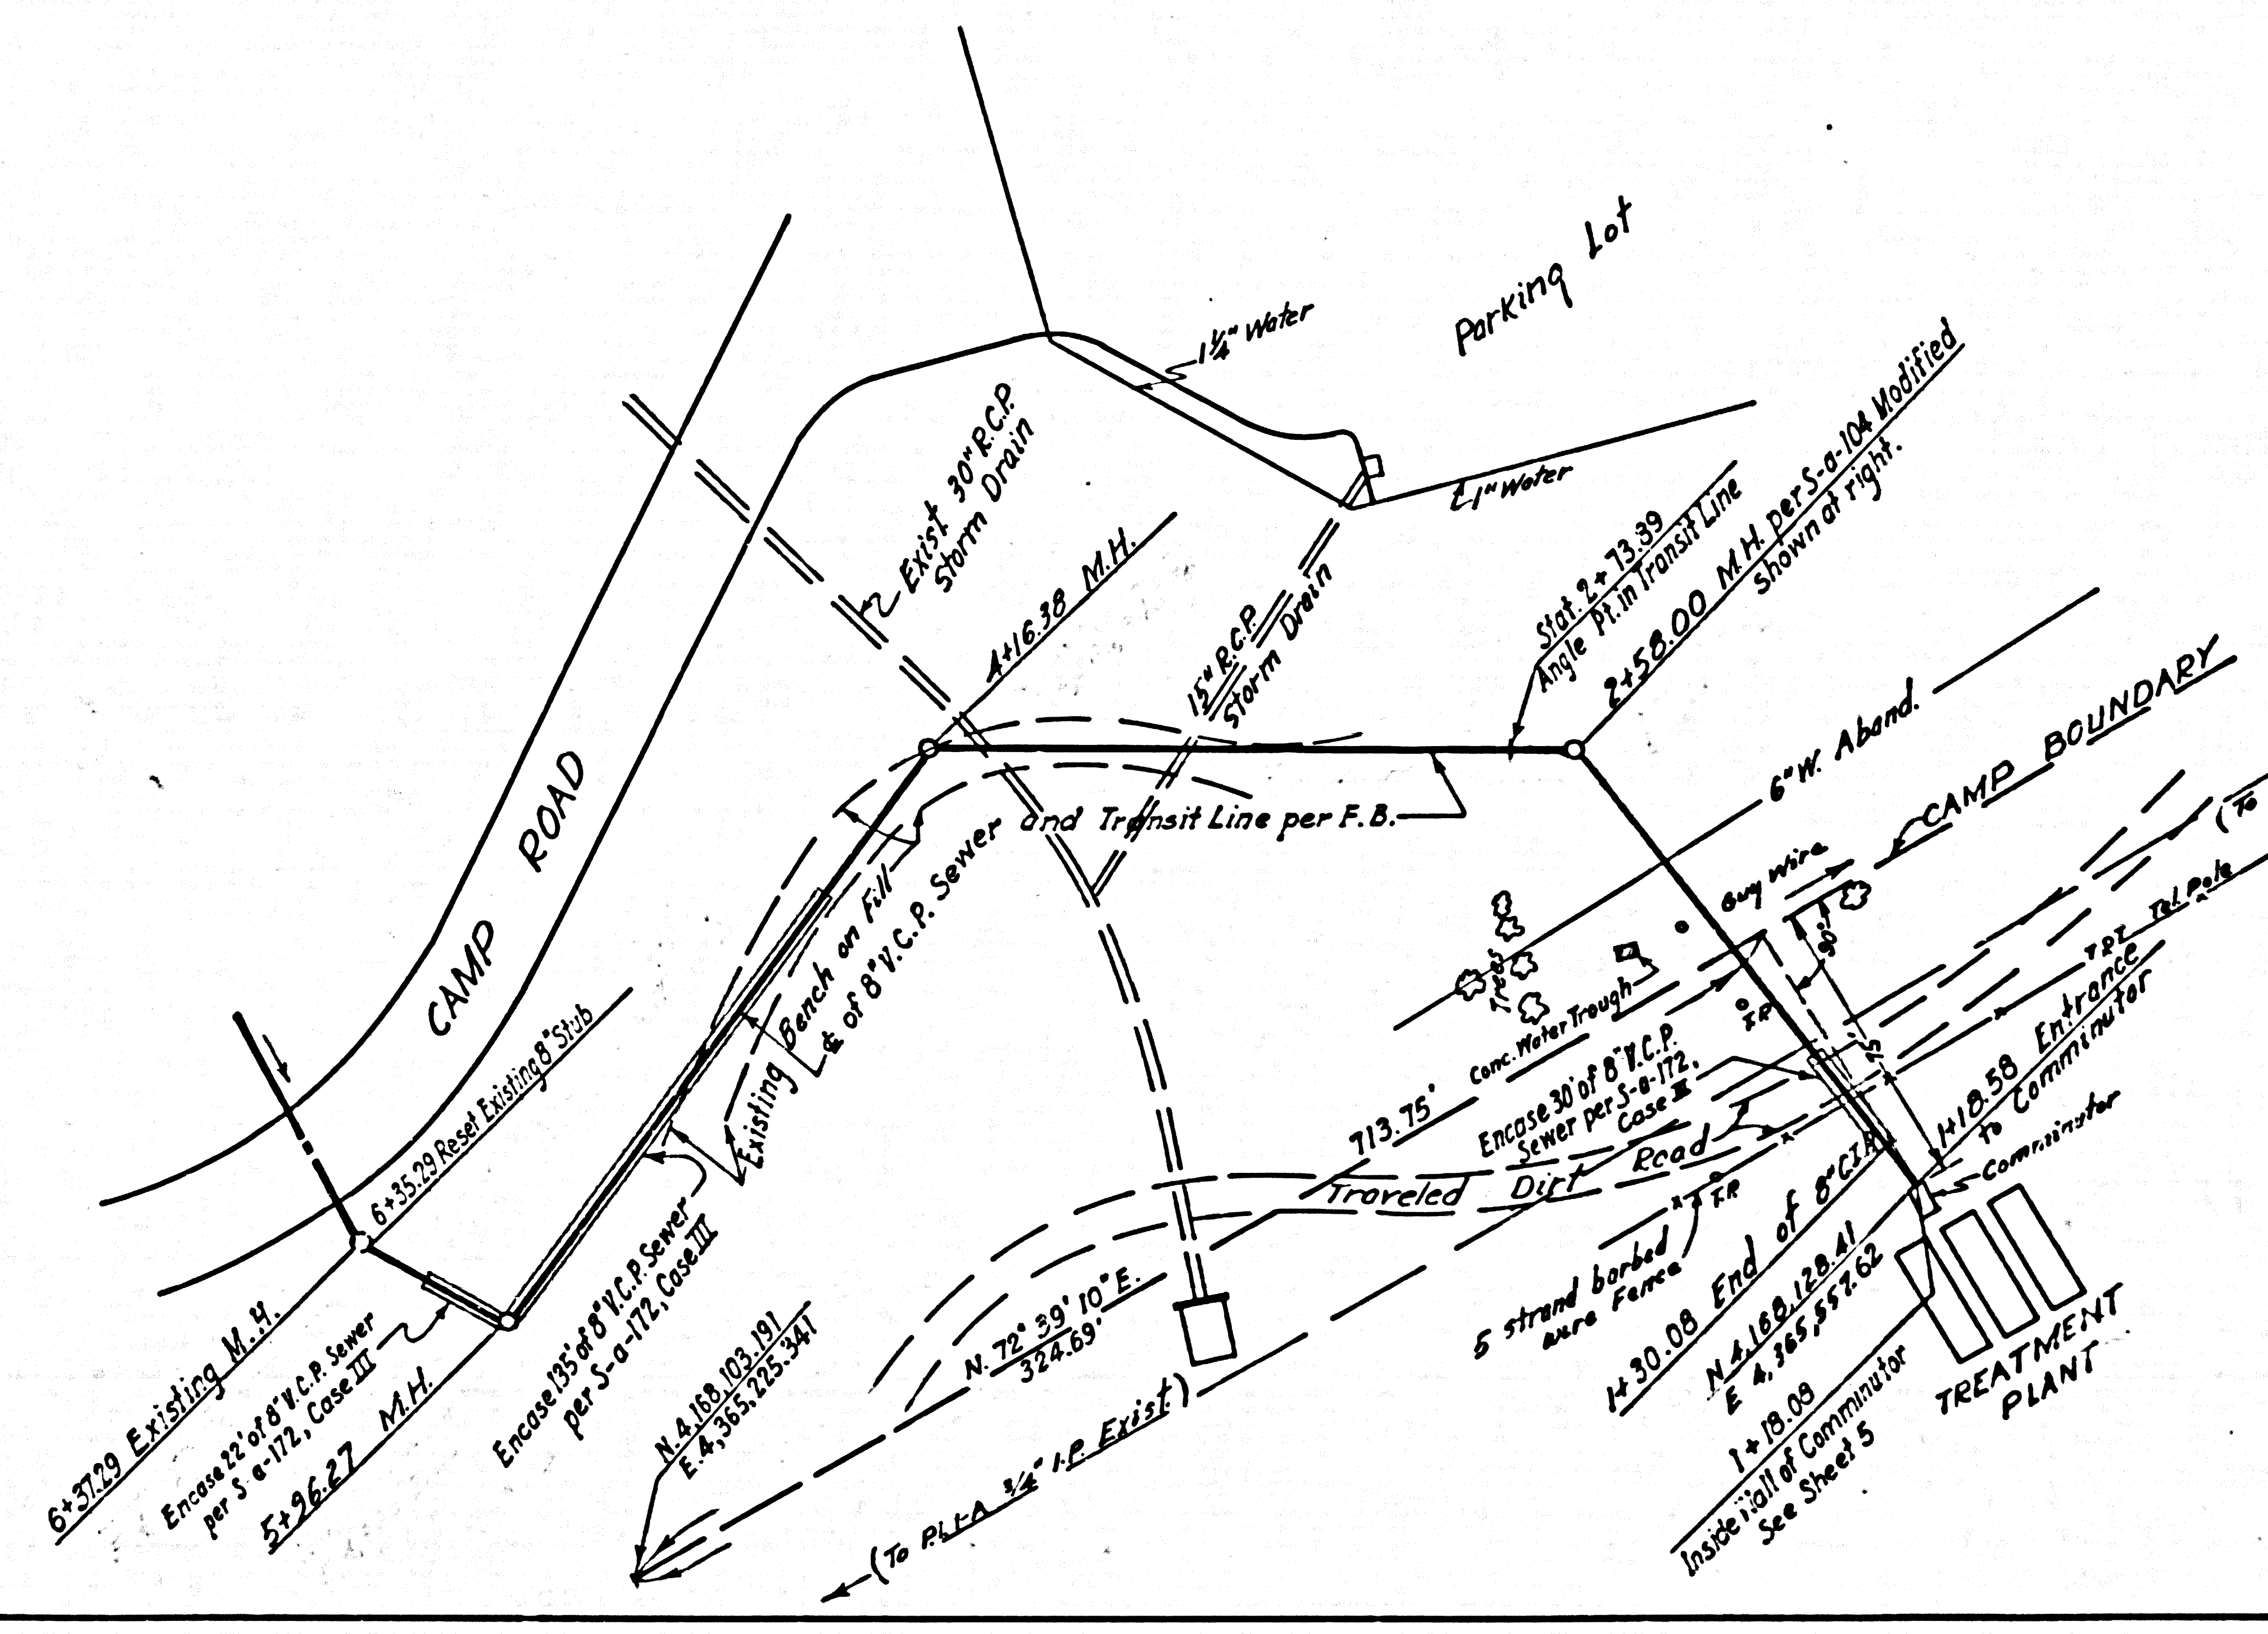 Parking Lot
1¼" Water
1" Water
Exist 30" R.C.P.
Storm Drain
4+16.38 M.H.
15" R.C.P.
Storm Drain
Stat. 2+73.39
Angle Pt. in Transit Line
2+58.00 M.H. per S-a-104 Modified
shown at right.
6" W. Aband.
CAMP BOUNDARY
(To
CAMP ROAD
Existing Bench on Fill
℄ of 8" V.C.P. Sewer and Transit Line per F.B.
Guy Wire
90°
75'
T&T Tel. Pole
Conc. Water Trough
I.P.
713.75'
Encase 30' of 8" V.C.P.
Sewer per S-a-172,
Case III
Traveled Dirt Road
I.P.
5 strand barbed
wire Fence
1+18.58 Entrance
to Comminutor
Comminutor
6+35.29 Reset Existing 8" Stub
6+37.29 Existing M.H.
Encase 22' of 8" V.C.P. Sewer
per S-a-172, Case III
5+96.27 M.H.
Encase 135' of 8" V.C.P. Sewer
per S-a-172, Case III
N. 4,168,103.191
E. 4,365,225.341
N. 72° 39' 10" E.
324.69'
(To Pt. A ¾" I.P. Exist.)
1+30.08 End of 8" C.I.P.
N 4,168,128.41
E 4,365,557.62
1+18.08
Inside Wall of Comminutor
See Sheet 5
TREATMENT
PLANT